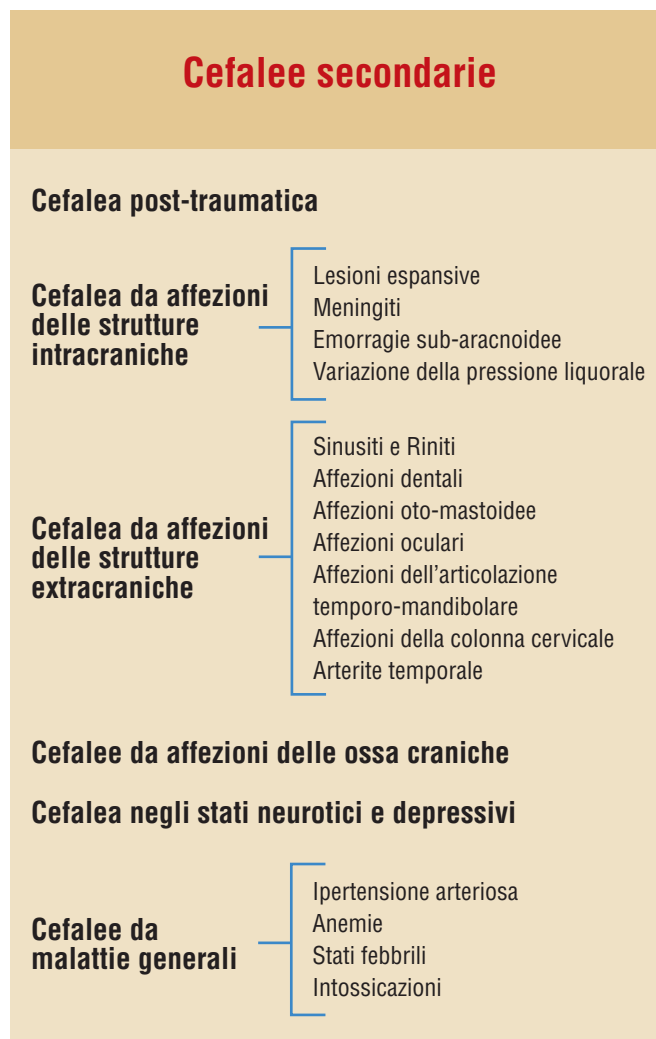 Cefalee secondarie
Cefalea post-traumatica
Cefalea da affezioni
delle strutture
intracraniche
Lesioni espansive
Meningiti
Emorragie sub-aracnoidee
Variazione della pressione liquorale
Cefalea da affezioni
delle strutture
extracraniche
Sinusiti e Riniti
Affezioni dentali
Affezioni oto-mastoidee
Affezioni oculari
Affezioni dell'articolazione
temporo-mandibolare
Affezioni della colonna cervicale
Arterite temporale
Cefalee da affezioni delle ossa craniche
Cefalea negli stati neurotici e depressivi
Cefalee da
malattie generali
Ipertensione arteriosa
Anemie
Stati febbrili
Intossicazioni